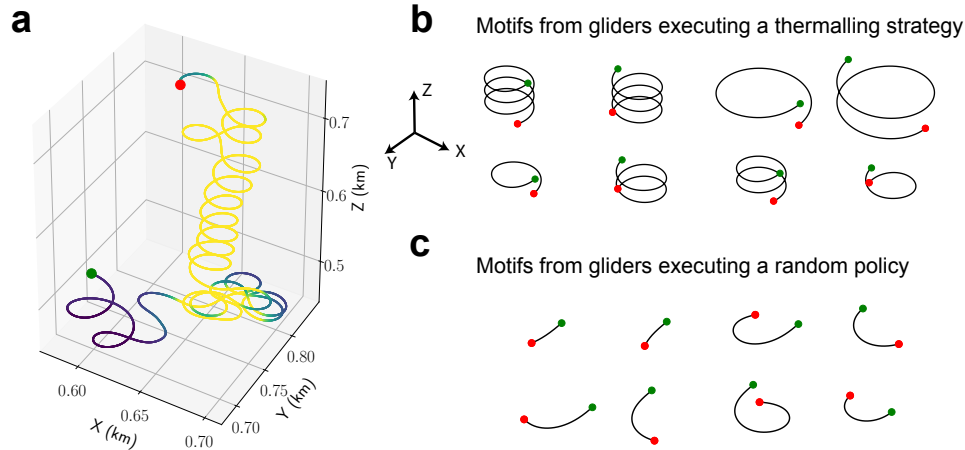 a
0.7
0.6
0.5
Z (km)
0.80
0.75
0.70
Y (km)
0.60
0.65
0.70
X (km)
Z
Y
X
b
Motifs from gliders executing a thermalling strategy
c
Motifs from gliders executing a random policy